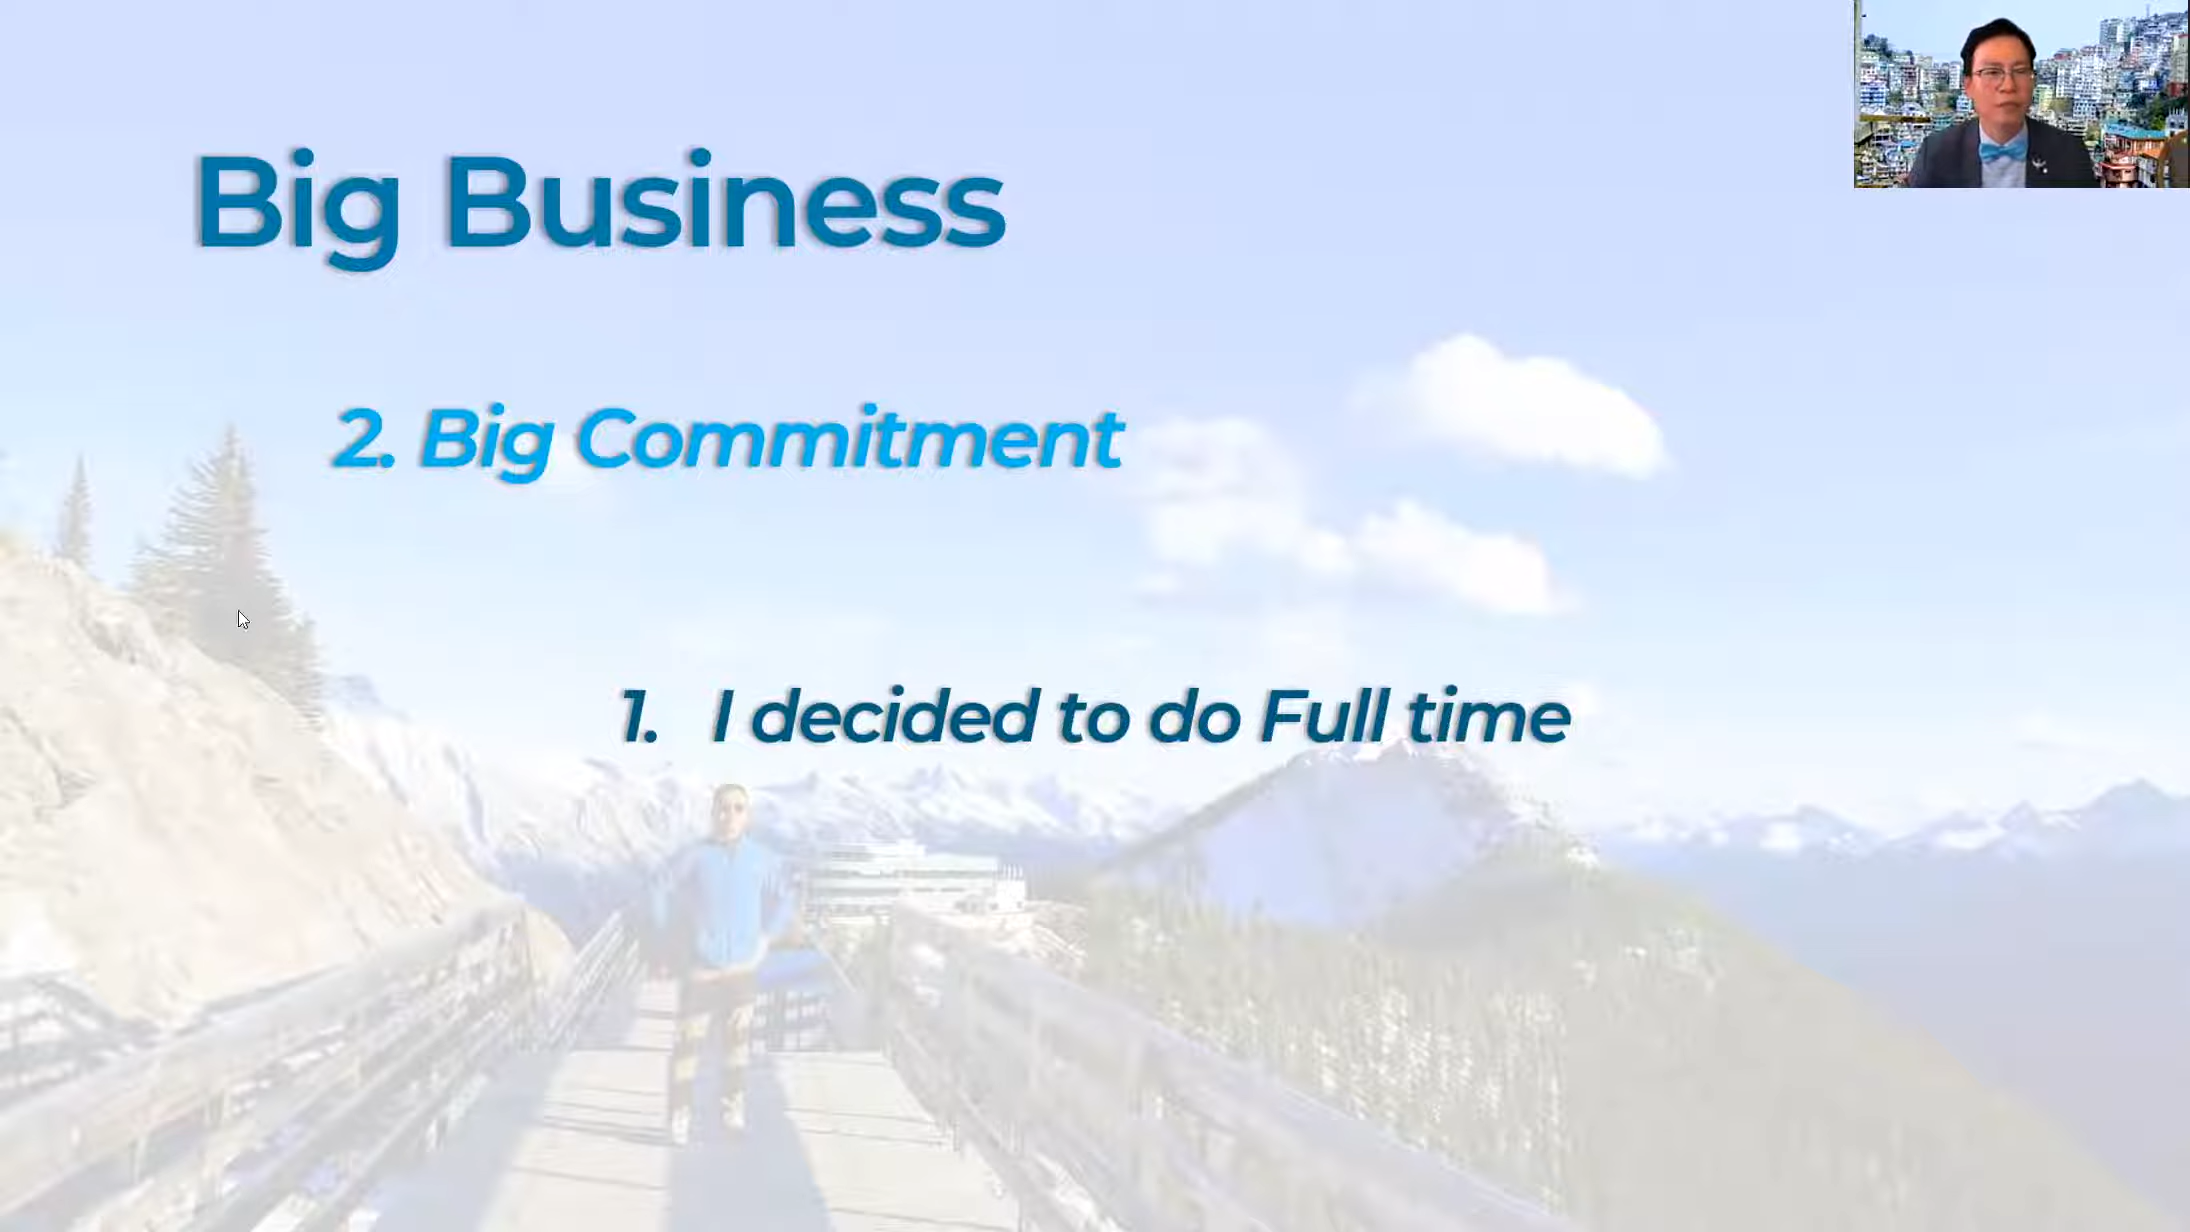 Big Business
2. Big Commitment
1. I decided to do Full time